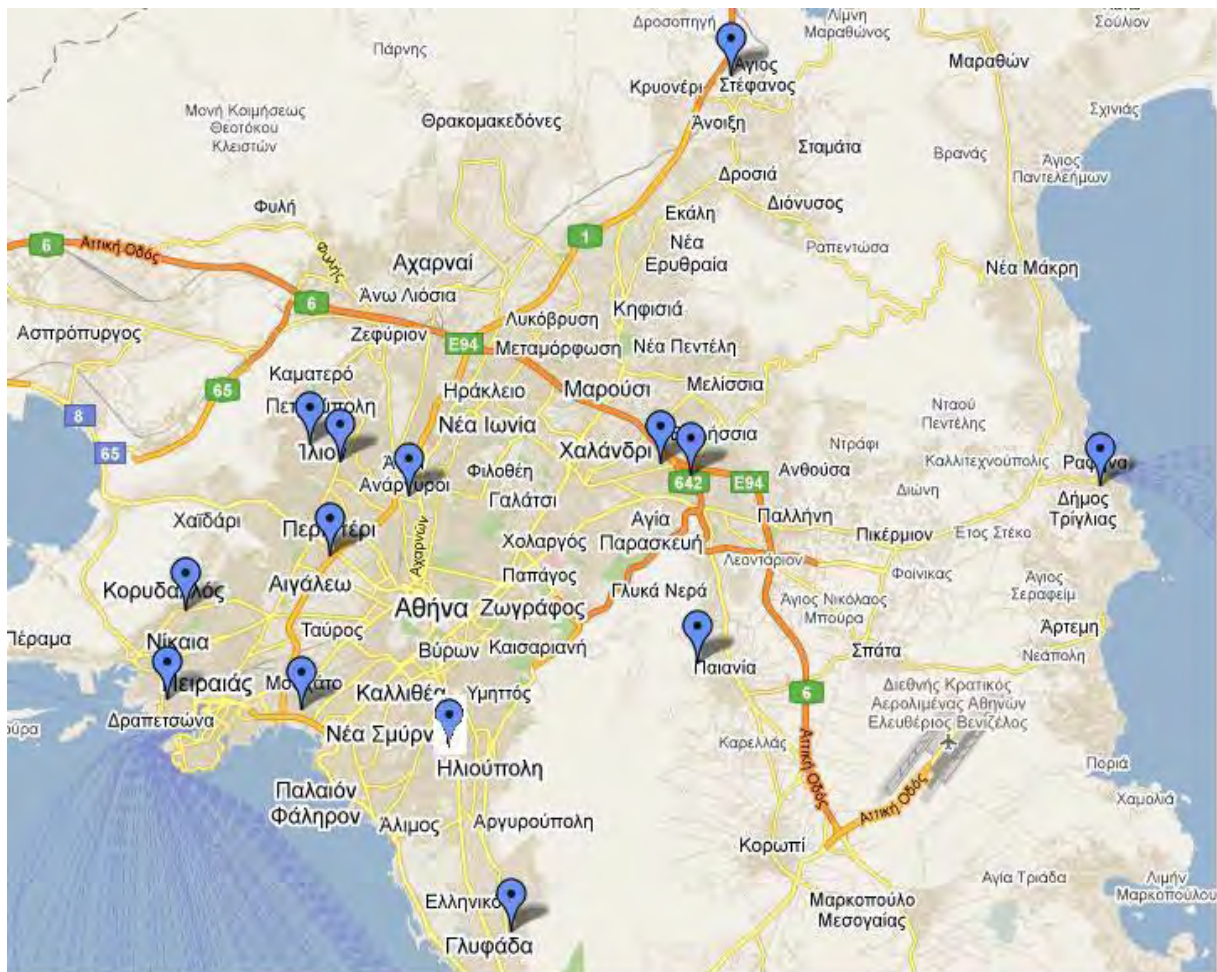 Δροσοπηγή
Λίμνη
Μαραθώνος
Σούλιον
Πάρνης
Μαραθών
Άγιος
Στέφανος
Κρυονέρι
Μονή Κοιμήσεως
Θεοτόκου
Κλειστών
Θρακομακεδόνες
Άνοιξη
Σχινιάς
Σταμάτα
Βρανάς
Άγιος
Παντελεήμων
Δροσιά
Διόνυσος
Φυλή
Εκάλη
Νέα
Ερυθραία
Ραπεντώσα
6
Αττική Οδός
Φυλής
1
Αχαρναί
Νέα Μάκρη
Άνω Λιόσια
6
Κηφισιά
Λυκόβρυση
Ασπρόπυργος
Ζεφύριον
E94
Μεταμόρφωση
Νέα Πεντέλη
Καματερό
65
Ηράκλειο
Μαρούσι
Μελίσσια
8
Νταού
Πεντέλης
Νέα Ιωνία
65
Ίλιον
Χαλάνδρι
Ντράφι
Φιλοθέη
Ανθούσα
Καλλιτεχνούπολις
Ανάργυροι
Γαλάτσι
642
E94
Διώνη
Δήμος
Τρίγλιας
Χαϊδάρι
Αχαρνών
Αγία
Παρασκευή
Παλλήνη
Πικέρμιον
Έτος Στέκο
Χολαργός
Λεοντάριον
Αιγάλεω
Παπάγος
Γλυκά Νερά
Φοίνικας
Άγιος
Σεραφείμ
Αθήνα
Ζωγράφος
Άγιος Νικόλαος
Μπούρα
Πέραμα
Νίκαια
Ταύρος
Βύρων
Καισαριανή
Άρτεμη
Σπάτα
Νεάπολη
Παιανία
Καλλιθέα
Υμηττός
6
Διεθνής Κρατικός
Αερολιμένας Αθηνών
Ελευθέριος Βενιζέλος
Δραπετσώνα
Καρελλάς
Ηλιούπολη
Αττική Οδός
Ποριά
Παλαιόν
Φάληρον
Χαμολιά
Άλιμος
Αργυρούπολη
Αττική Οδός
Κορωπί
Αγία Τριάδα
Λιμήν
Μαρκοπούλου
Μαρκοπούλο
Μεσογαίας
Γλυφάδα